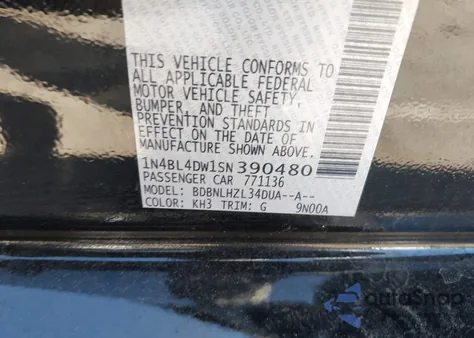 THIS VEHICLE CONFORMS TO
ALL APPLICABLE FEDERAL
MOTOR VEHICLE SAFETY,
BUMPER, AND THEFT
PREVENTION STANDARDS IN
EFFECT ON THE DATE OF
MANUFACTURE SHOWN ABOVE.
1N4BL4DW1SN390480
PASSENGER CAR 771136
MODEL: BDBNLHZL34DUA--A--
COLOR: KH3 TRIM: G 9N00A
autoSnap